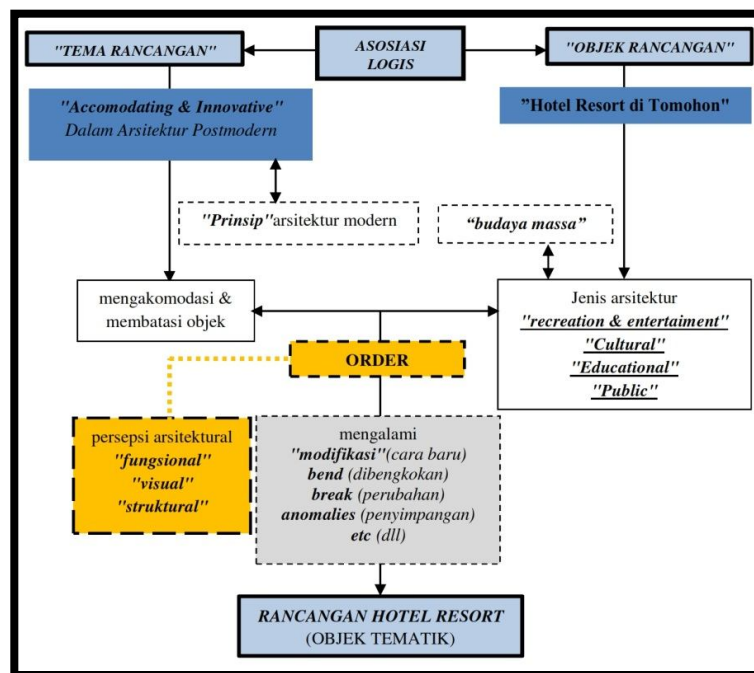 "TEMA RANCANGAN"
ASOSIASI
LOGIS
"OBJEK RANCANGAN"
"Accomodating & Innovative"
Dalam Arsitektur Postmodern
”Hotel Resort di Tomohon"
"Prinsip"arsitektur modern
“budaya massa”
mengakomodasi &
membatasi objek
Jenis arsitektur
"recreation & entertaiment"
"Cultural"
"Educational"
"Public"
ORDER
persepsi arsitektural
"fungsional"
"visual"
"struktural"
mengalami
"modifikasi"(cara baru)
bend (dibengkokan)
break (perubahan)
anomalies (penyimpangan)
etc (dll)
RANCANGAN HOTEL RESORT
(OBJEK TEMATIK)